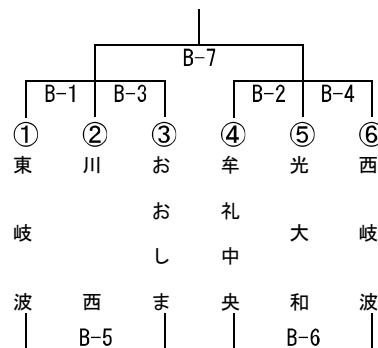 B-7
B-1 B-3 B-2 B-4
① ② ③ ④ ⑤ ⑥
東岐波
川西
おおしま
牟礼中央
光大和
西岐波
B-5 B-6